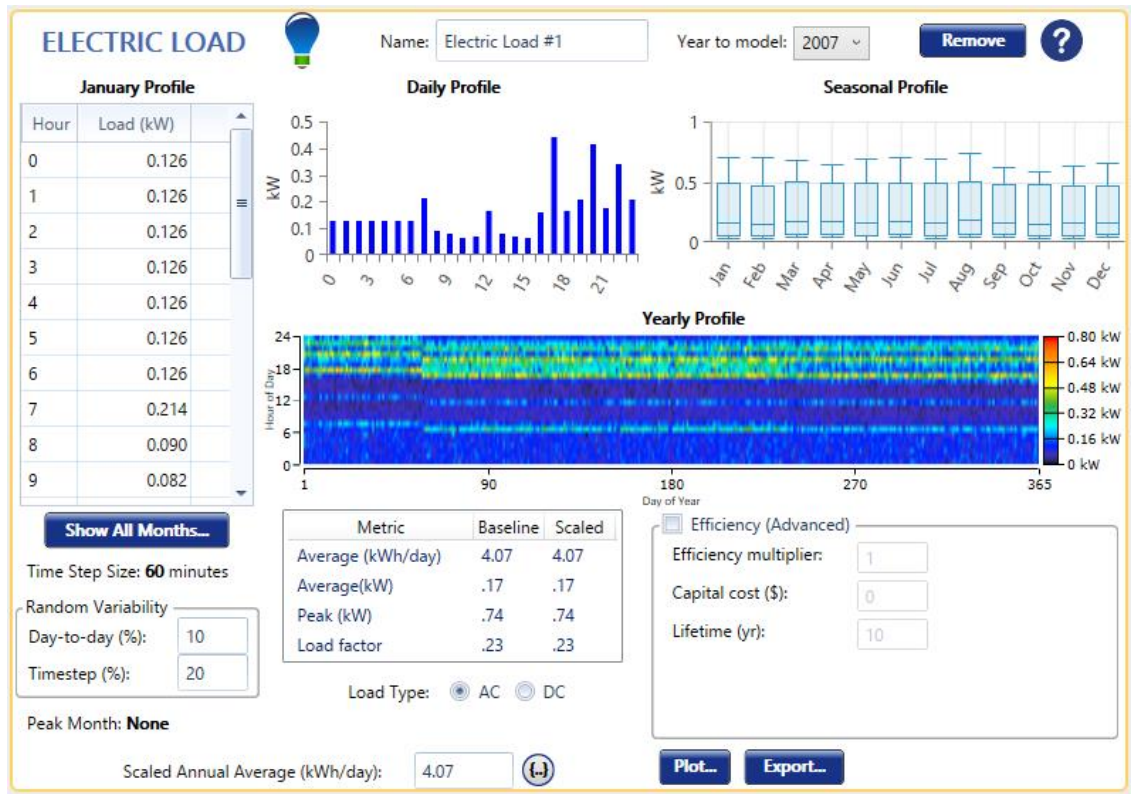 ELECTRIC LOAD
Name: Electric Load #1
Year to model: 2007
Remove
?
January Profile
Hour Load (kW)
0 0.126
1 0.126
2 0.126
3 0.126
4 0.126
5 0.126
6 0.126
7 0.214
8 0.090
9 0.082
Show All Months...
Time Step Size: 60 minutes
Random Variability
Day-to-day (%): 10
Timestep (%): 20
Peak Month: None
Daily Profile
kW
0.5
0.4
0.3
0.2
0.1
0
0 3 6 9 12 15 18 21
Seasonal Profile
kW
1
0.5
0
Jan Feb Mar Apr May Jun Jul Aug Sep Oct Nov Dec
Yearly Profile
Hour of Day
24
18
12
6
0
1 90 180 270 365
Day of Year
0.80 kW
0.64 kW
0.48 kW
0.32 kW
0.16 kW
0 kW
Metric Baseline Scaled
Average (kWh/day) 4.07 4.07
Average(kW) .17 .17
Peak (kW) .74 .74
Load factor .23 .23
Load Type: AC DC
Efficiency (Advanced)
Efficiency multiplier: 1
Capital cost ($): 0
Lifetime (yr): 10
Scaled Annual Average (kWh/day): 4.07 {..}
Plot... Export...